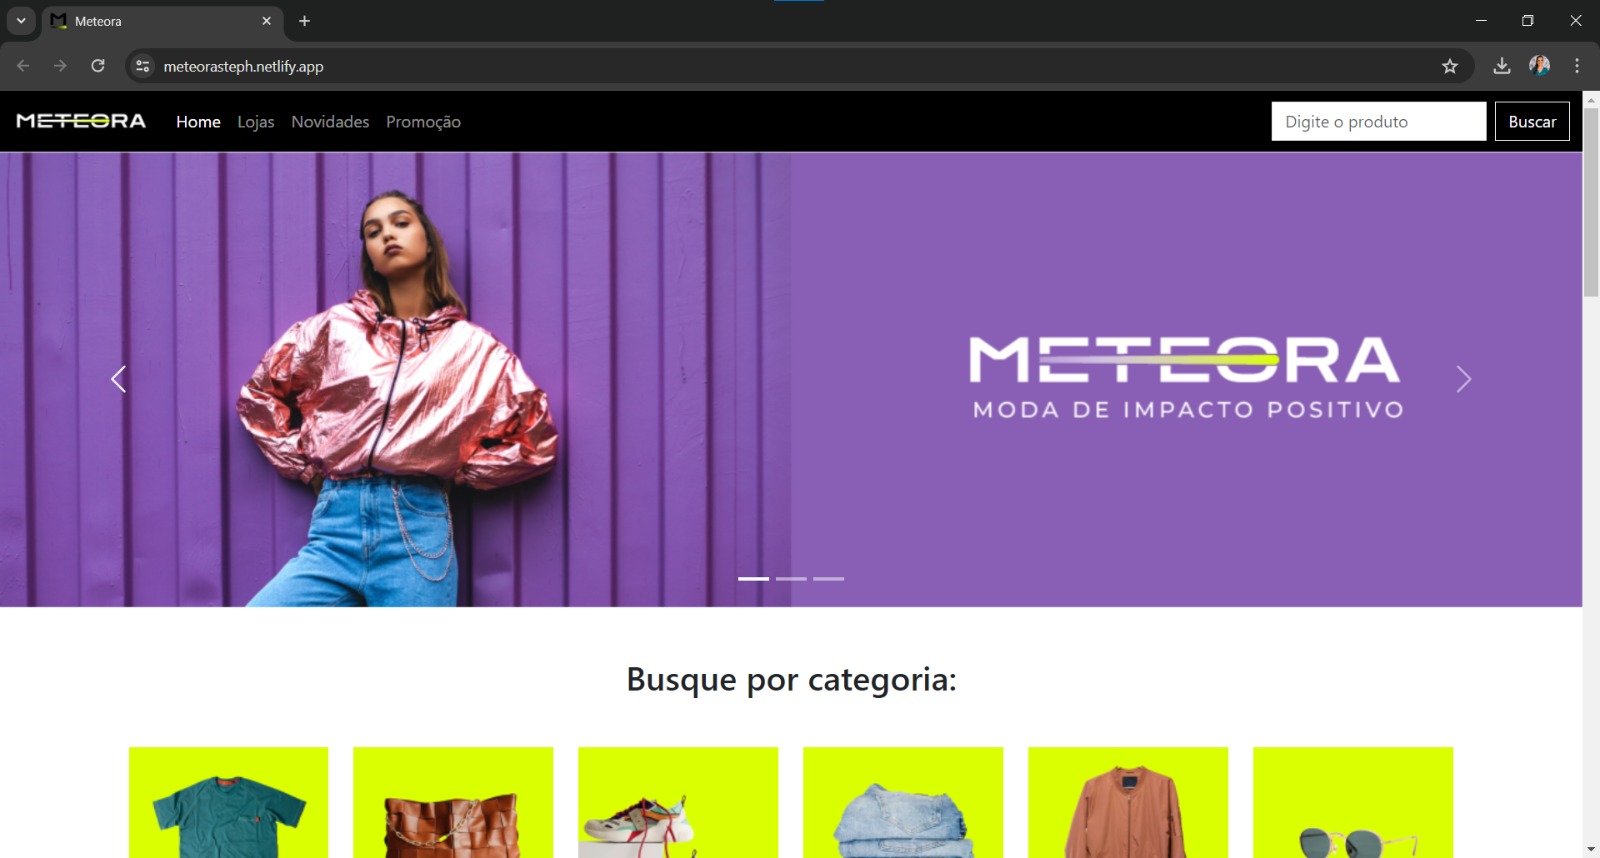 Meteora
meteorasteph.netlify.app
METEORA Home Lojas Novidades Promoção Digite o produto Buscar
METEORA
MODA DE IMPACTO POSITIVO
Busque por categoria: